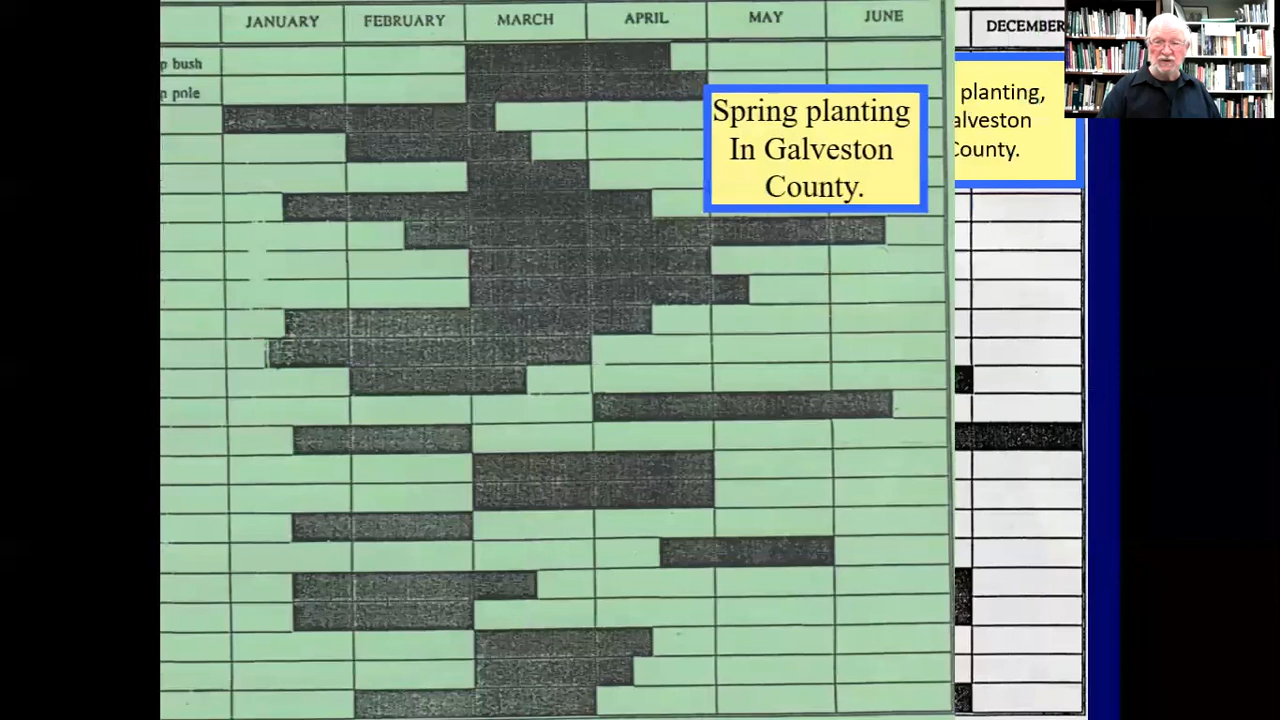 JANUARY FEBRUARY MARCH APRIL MAY JUNE
DECEMBER
bush
pole
Spring planting
In Galveston
County.
planting,
alveston
County.